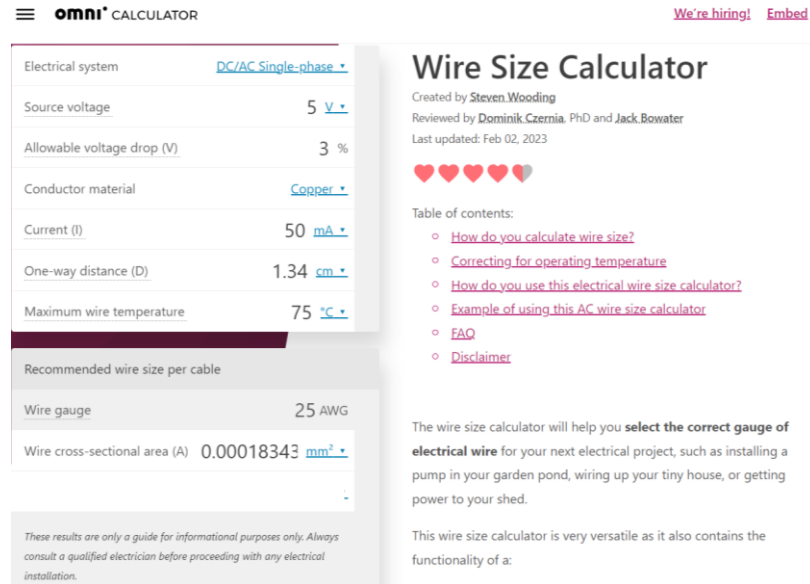 omni CALCULATOR
We're hiring! Embed
Electrical system DC/AC Single-phase
Source voltage 5 V
Allowable voltage drop (V) 3 %
Conductor material Copper
Current (I) 50 mA
One-way distance (D) 1.34 cm
Maximum wire temperature 75 °C
Recommended wire size per cable
Wire gauge 25 AWG
Wire cross-sectional area (A) 0.00018343 mm²
These results are only a guide for informational purposes only. Always
consult a qualified electrician before proceeding with any electrical
installation.
Wire Size Calculator
Created by Steven Wooding
Reviewed by Dominik Czernia, PhD and Jack Bowater
Last updated: Feb 02, 2023
Table of contents:
How do you calculate wire size?
Correcting for operating temperature
How do you use this electrical wire size calculator?
Example of using this AC wire size calculator
FAQ
Disclaimer
The wire size calculator will help you select the correct gauge of
electrical wire for your next electrical project, such as installing a
pump in your garden pond, wiring up your tiny house, or getting
power to your shed.
This wire size calculator is very versatile as it also contains the
functionality of a: